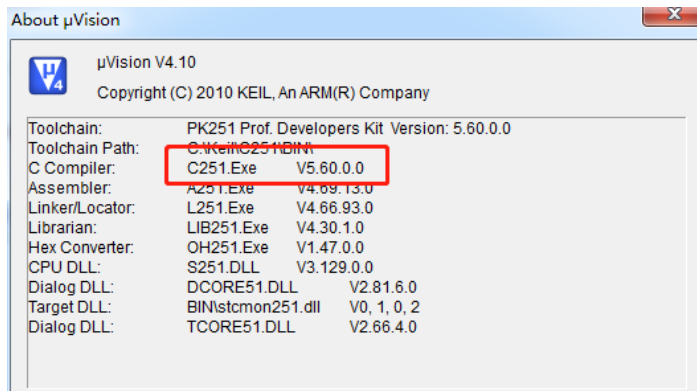 About µVision
µVision V4.10
Copyright (C) 2010 KEIL, An ARM(R) Company
Toolchain: PK251 Prof. Developers Kit Version: 5.60.0.0
Toolchain Path: C:\Keil\C251\BIN\
C Compiler: C251.Exe V5.60.0.0
Assembler: A251.Exe V4.69.13.0
Linker/Locator: L251.Exe V4.66.93.0
Librarian: LIB251.Exe V4.30.1.0
Hex Converter: OH251.Exe V1.47.0.0
CPU DLL: S251.DLL V3.129.0.0
Dialog DLL: DCORE51.DLL V2.81.6.0
Target DLL: BIN\stcmon251.dll V0, 1, 0, 2
Dialog DLL: TCORE51.DLL V2.66.4.0